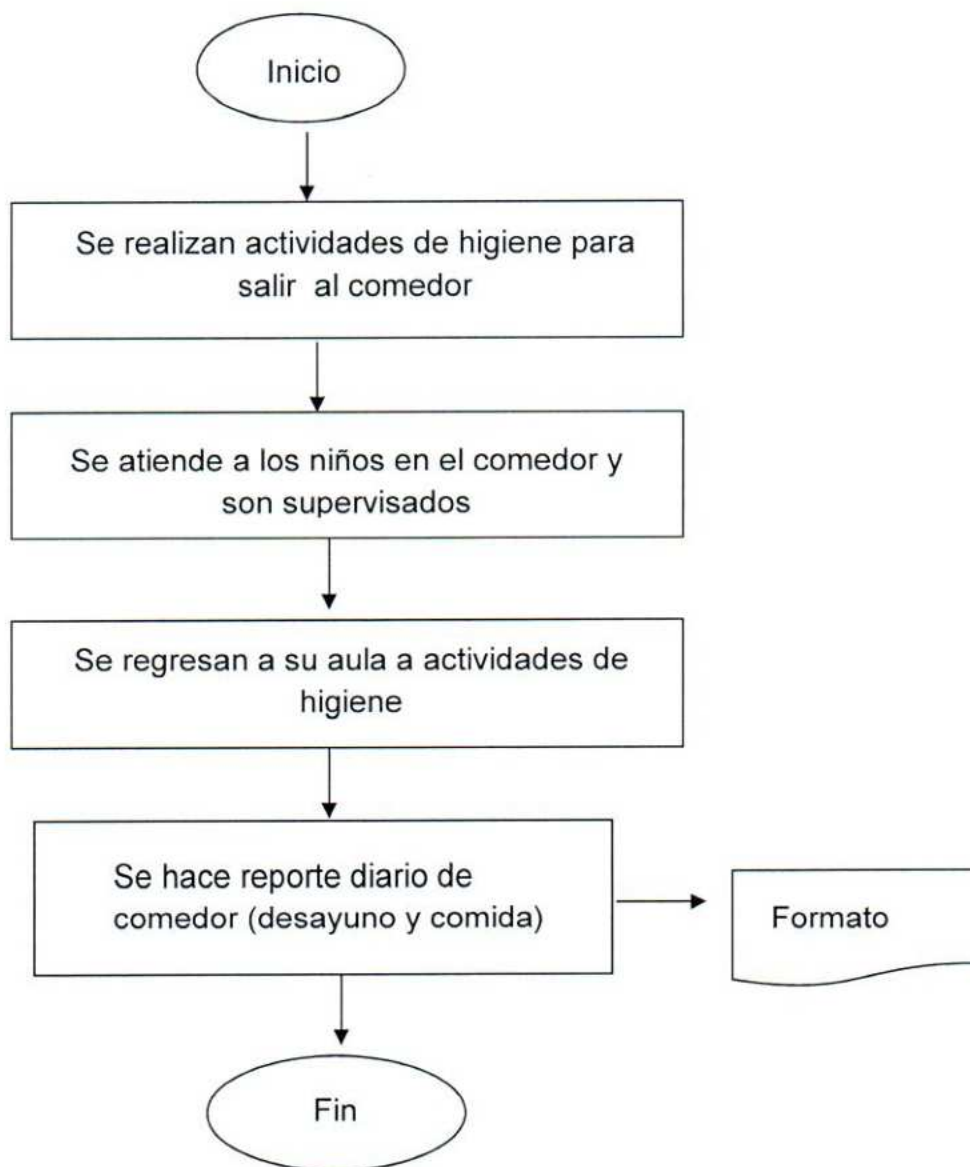 Inicio
Se realizan actividades de higiene para
salir al comedor
Se atiende a los niños en el comedor y
son supervisados
Se regresan a su aula a actividades de
higiene
Se hace reporte diario de
comedor (desayuno y comida)
Formato
Fin